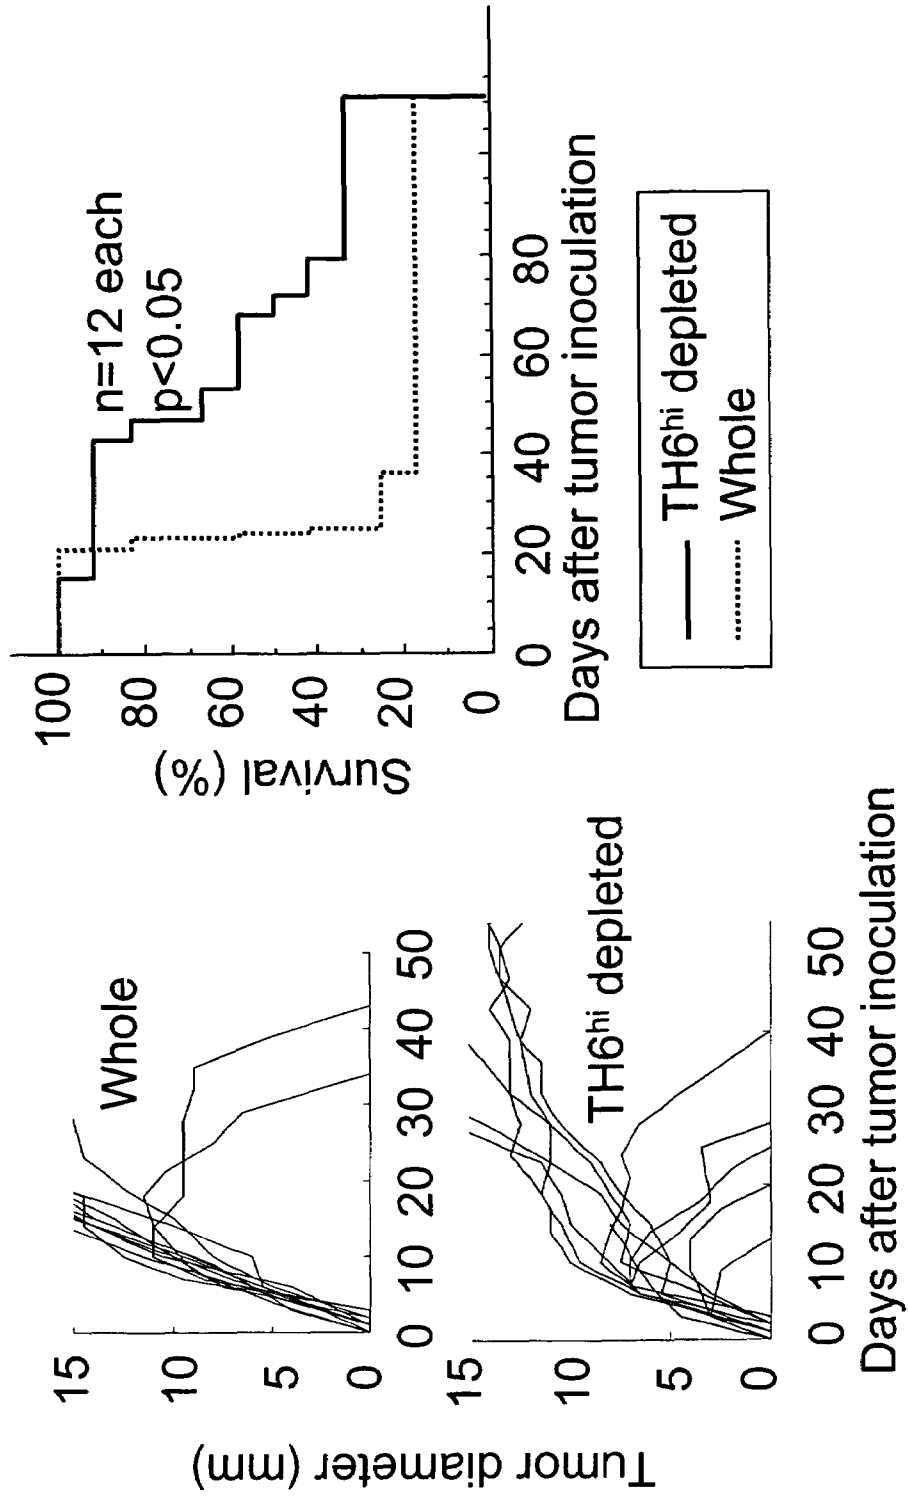 Tumor diameter (mm)
15
10
5
0
Whole
0 10 20 30 40 50
15
10
5
0
TH6hi depleted
0 10 20 30 40 50
Days after tumor inoculation
Survival (%)
100
80
60
40
20
0
n=12 each
p<0.05
0 20 40 60 80
Days after tumor inoculation
TH6hi depleted
Whole